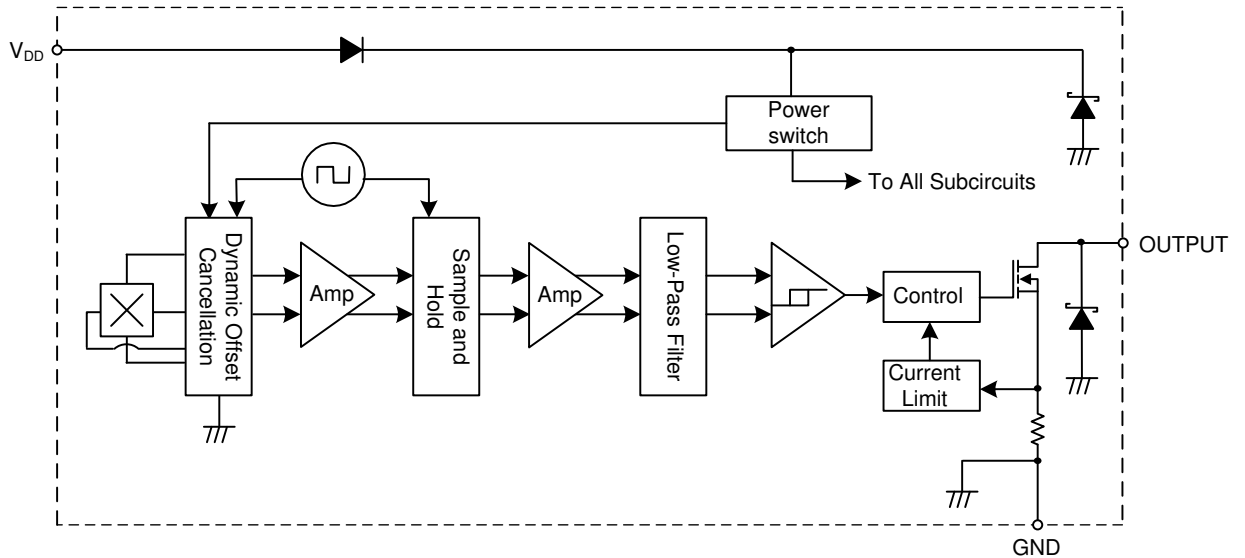 V_DD
Power
switch
To All Subcircuits
Dynamic Offset
Cancellation
Amp
Sample and
Hold
Amp
Low-Pass Filter
Control
Current
Limit
OUTPUT
GND